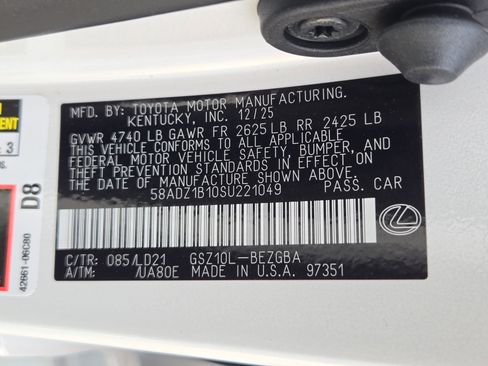 MFD. BY: TOYOTA MOTOR MANUFACTURING.
KENTUCKY, INC. 12/25
GVWR 4740 LB GAWR FR 2625 LB RR 2425 LB
THIS VEHICLE CONFORMS TO ALL APPLICABLE
FEDERAL MOTOR VEHICLE SAFETY, BUMPER, AND
THEFT PREVENTION STANDARDS IN EFFECT ON
THE DATE OF MANUFACTURE SHOWN ABOVE.
58ADZ1B10SU221049 PASS. CAR
C/TR: 085/LD21 GSZ10L-BEZGBA
A/TM: /UA80E MADE IN U.S.A. 97351
: 3
D8
42661-06C80